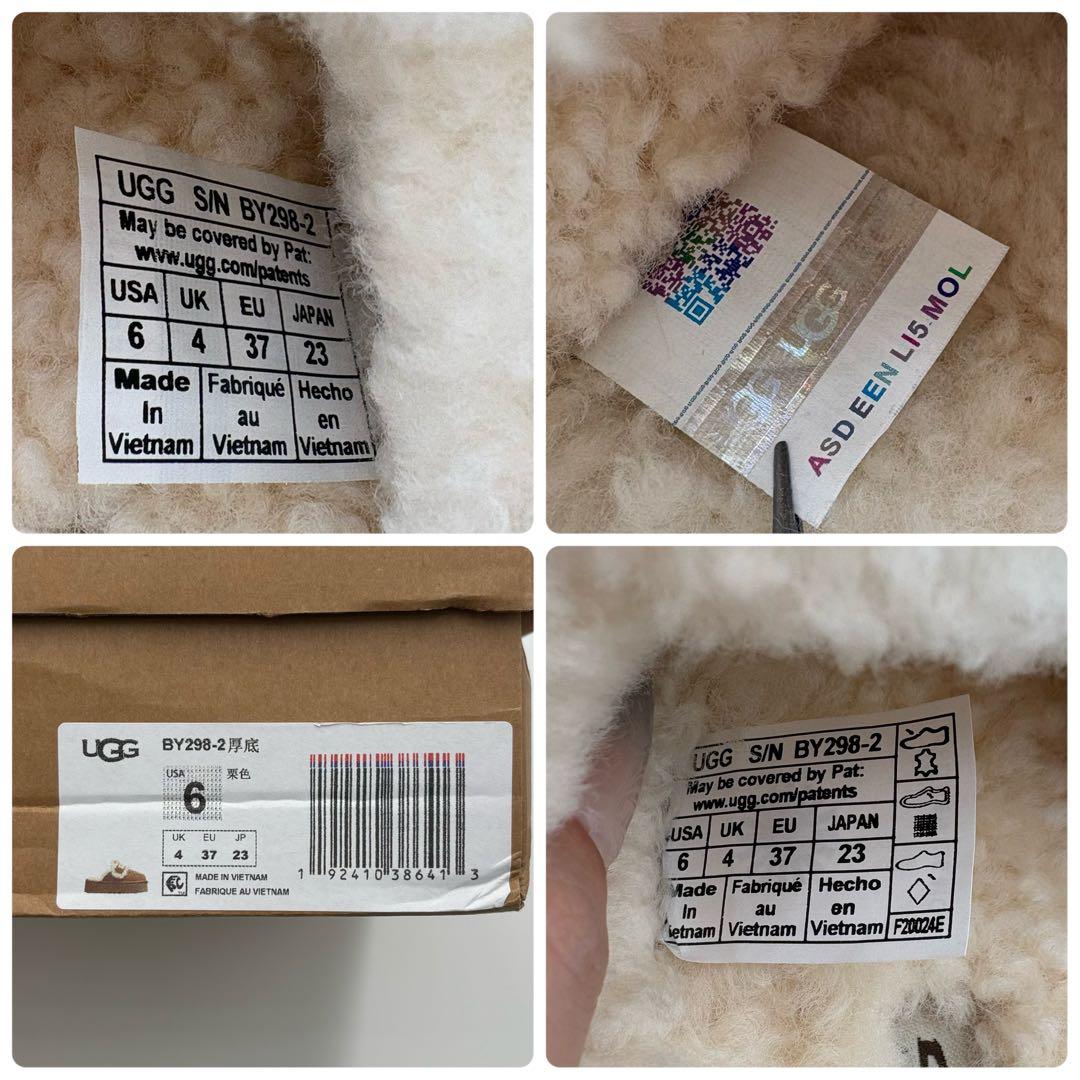 UGG S/N BY298-2
May be covered by Pat:
www.ugg.com/patents
USA UK EU JAPAN
6 4 37 23
Made Fabriqué Hecho
In au en
Vietnam Vietnam Vietnam
UGG UGG UGG
ASDEENLI5-MOL
UGG BY298-2厚底
USA 栗色
6
UK EU JP
4 37 23
MADE IN VIETNAM
FABRIQUE AU VIETNAM
1 92410 38641 3
UGG S/N BY298-2
May be covered by Pat:
www.ugg.com/patents
USA UK EU JAPAN
6 4 37 23
Made Fabriqué Hecho
In au en
Vietnam Vietnam Vietnam
F20024E